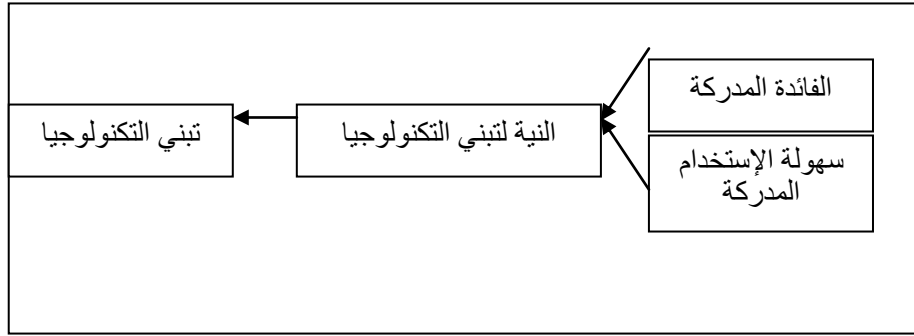 الفائدة المدركة
سهولة الإستخدام
المدركة
النية لتبني التكنولوجيا
تبني التكنولوجيا